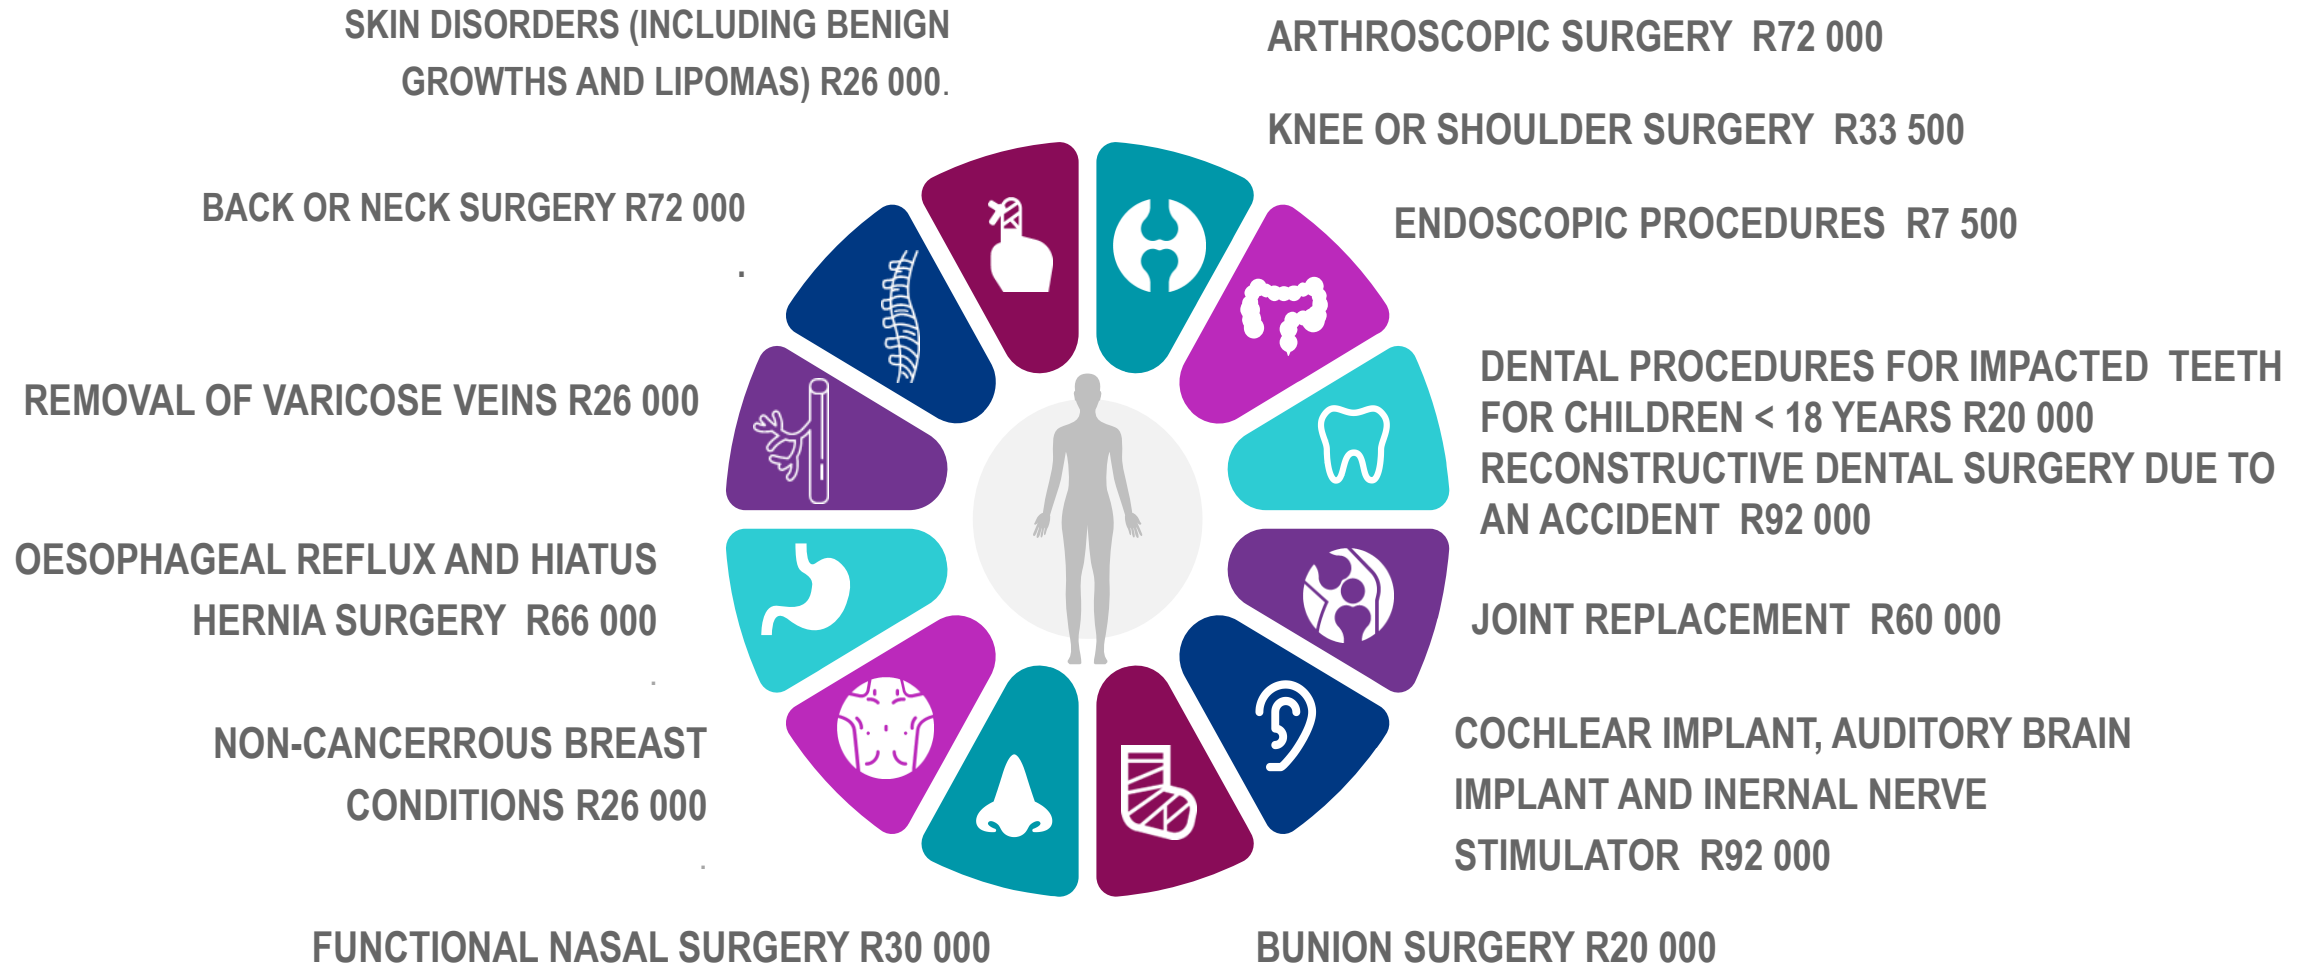 SKIN DISORDERS (INCLUDING BENIGN
GROWTHS AND LIPOMAS) R26 000.
BACK OR NECK SURGERY R72 000
.
REMOVAL OF VARICOSE VEINS R26 000
OESOPHAGEAL REFLUX AND HIATUS
HERNIA SURGERY R66 000
.
NON-CANCERROUS BREAST
CONDITIONS R26 000
.
FUNCTIONAL NASAL SURGERY R30 000
ARTHROSCOPIC SURGERY R72 000
KNEE OR SHOULDER SURGERY R33 500
ENDOSCOPIC PROCEDURES R7 500
DENTAL PROCEDURES FOR IMPACTED TEETH
FOR CHILDREN < 18 YEARS R20 000
RECONSTRUCTIVE DENTAL SURGERY DUE TO
AN ACCIDENT R92 000
JOINT REPLACEMENT R60 000
COCHLEAR IMPLANT, AUDITORY BRAIN
IMPLANT AND INERNAL NERVE
STIMULATOR R92 000
BUNION SURGERY R20 000